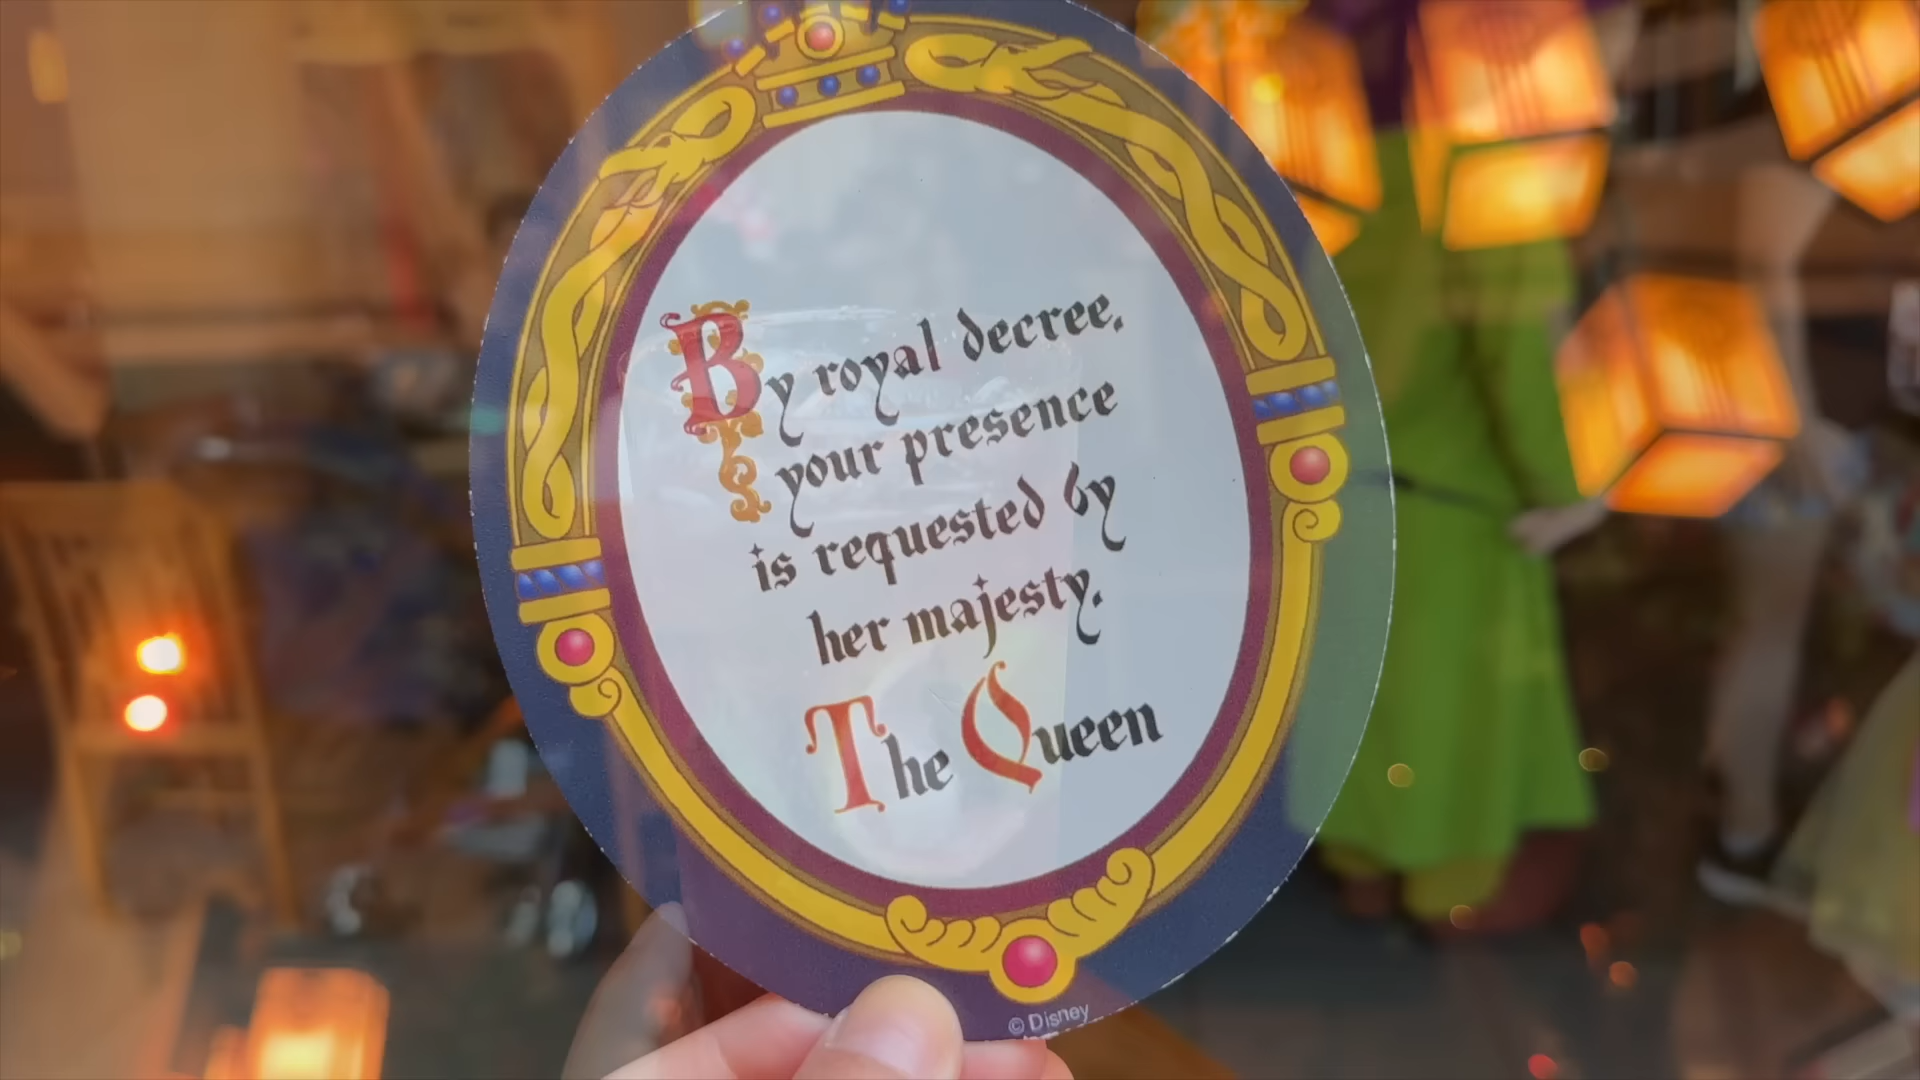 By royal decree,
your presence
is requested by
her majesty,
The Queen
© Disney